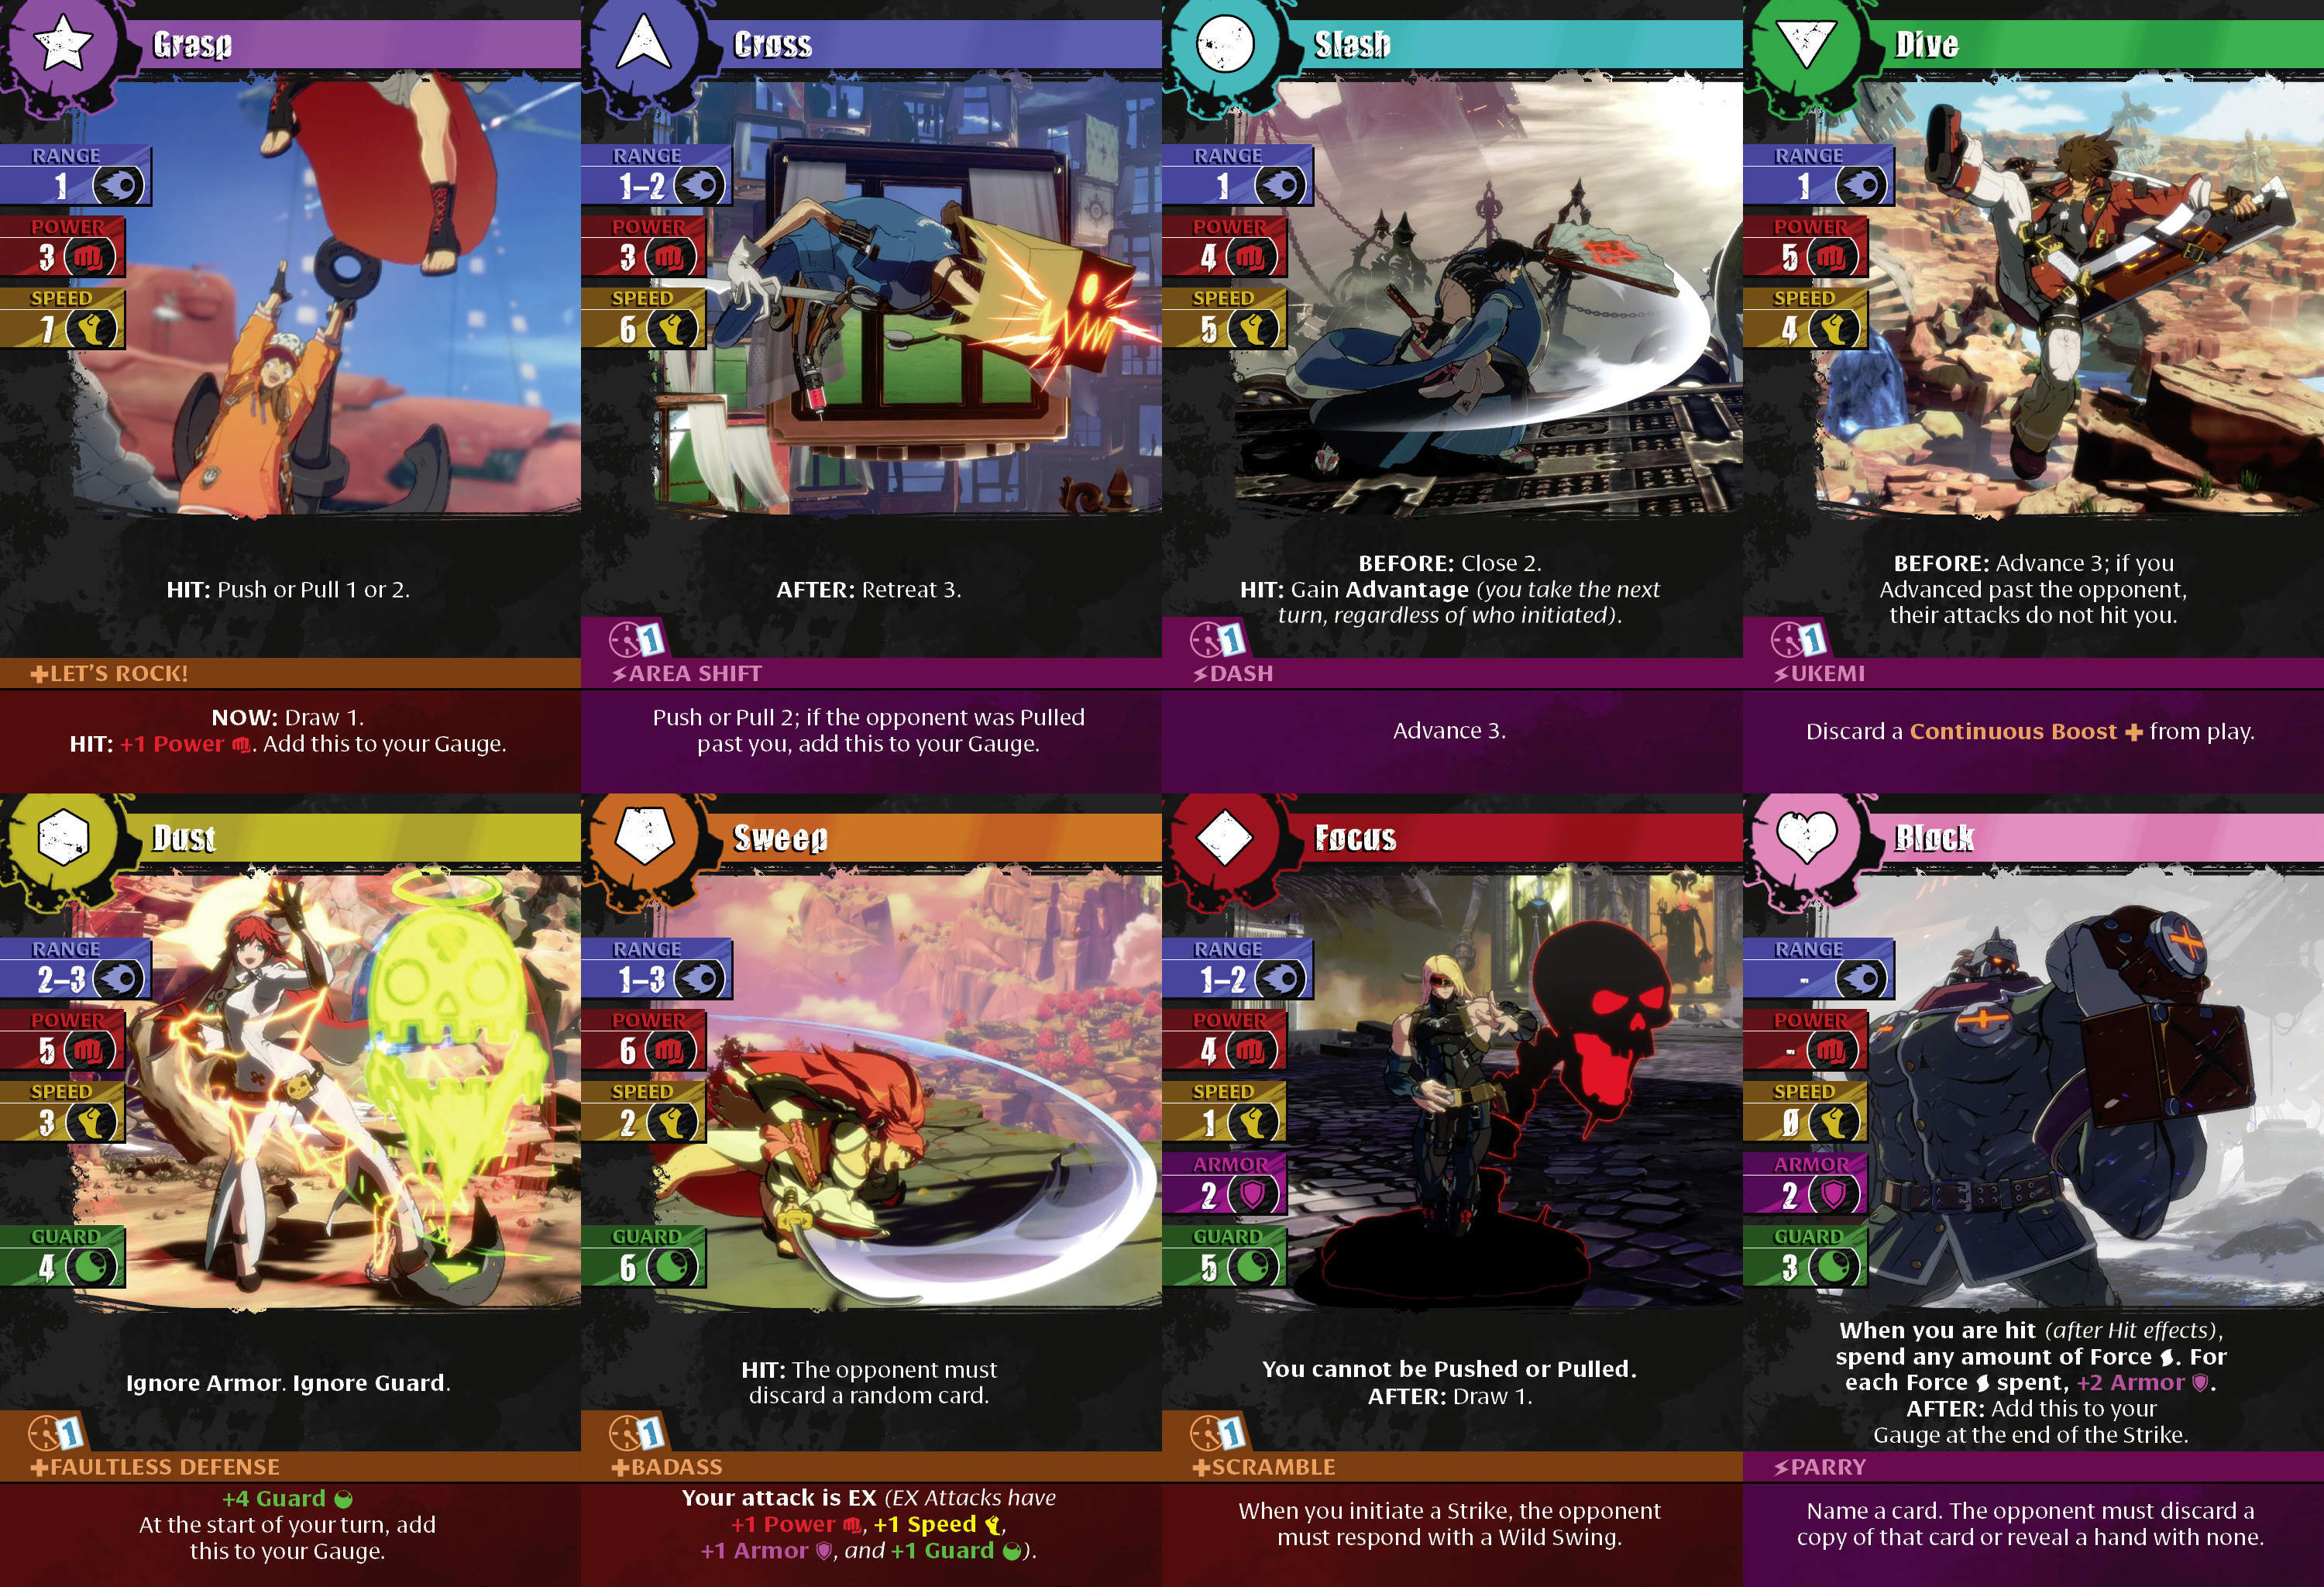 Grasp
RANGE
1
POWER
3
SPEED
7
HIT: Push or Pull 1 or 2.
LET'S ROCK!
NOW: Draw 1.
HIT: +1 Power. Add this to your Gauge.
Cross
RANGE
1–2
POWER
3
SPEED
6
AFTER: Retreat 3.
1
AREA SHIFT
Push or Pull 2; if the opponent was Pulled
past you, add this to your Gauge.
Slash
RANGE
1
POWER
4
SPEED
5
BEFORE: Close 2.
HIT: Gain Advantage (you take the next
turn, regardless of who initiated).
1
DASH
Advance 3.
Dive
RANGE
1
POWER
5
SPEED
4
BEFORE: Advance 3; if you
Advanced past the opponent,
their attacks do not hit you.
1
UKEMI
Discard a Continuous Boost + from play.
Dust
RANGE
2–3
POWER
5
SPEED
3
GUARD
4
Ignore Armor. Ignore Guard.
1
FAULTLESS DEFENSE
+4 Guard
At the start of your turn, add
this to your Gauge.
Sweep
RANGE
1–3
POWER
6
SPEED
2
GUARD
6
HIT: The opponent must
discard a random card.
1
BADASS
Your attack is EX (EX Attacks have
+1 Power, +1 Speed,
+1 Armor, and +1 Guard).
Focus
RANGE
1–2
POWER
4
SPEED
1
ARMOR
2
GUARD
5
You cannot be Pushed or Pulled.
AFTER: Draw 1.
1
SCRAMBLE
When you initiate a Strike, the opponent
must respond with a Wild Swing.
Block
RANGE
-
POWER
-
SPEED
0
ARMOR
2
GUARD
3
When you are hit (after Hit effects),
spend any amount of Force. For
each Force spent, +2 Armor.
AFTER: Add this to your
Gauge at the end of the Strike.
PARRY
Name a card. The opponent must discard a
copy of that card or reveal a hand with none.